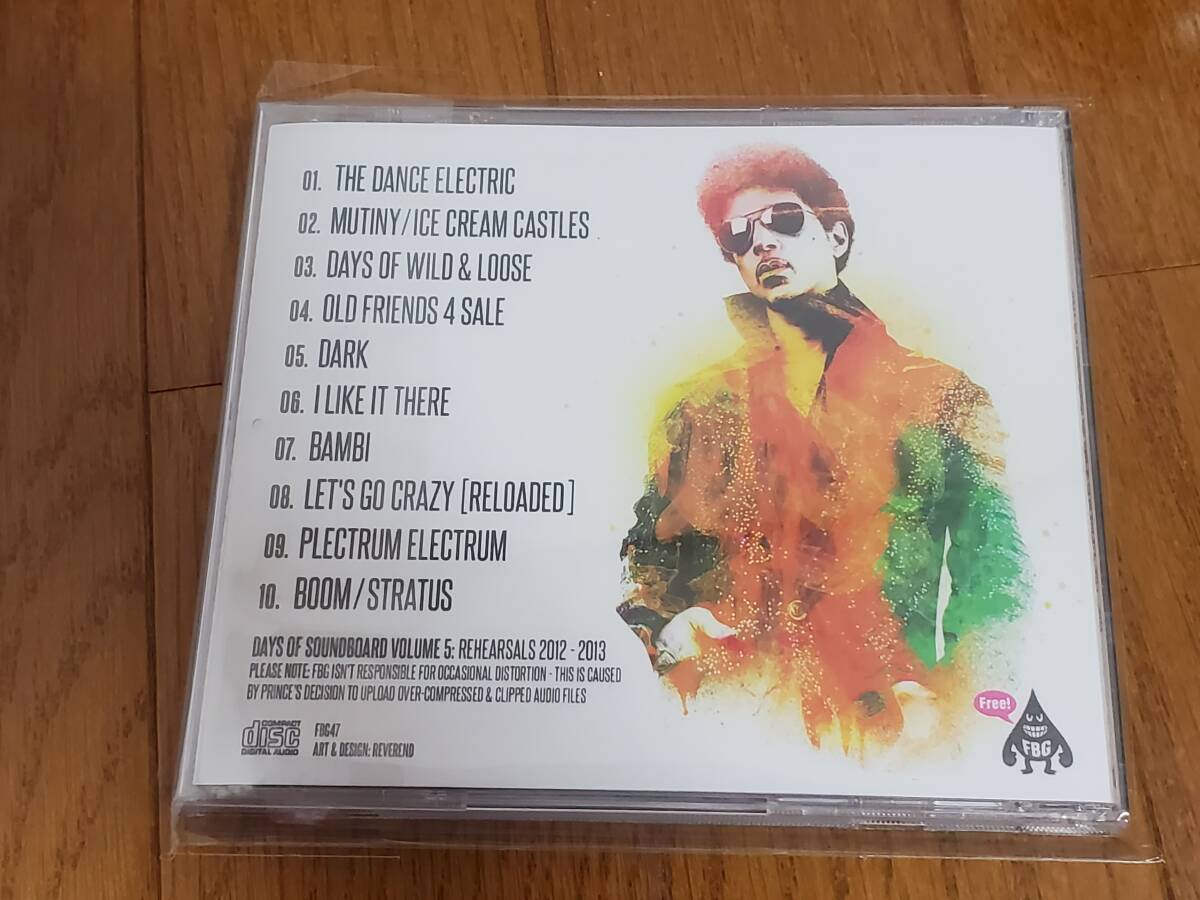 01. THE DANCE ELECTRIC
02. MUTINY/ICE CREAM CASTLES
03. DAYS OF WILD & LOOSE
04. OLD FRIENDS 4 SALE
05. DARK
06. I LIKE IT THERE
07. BAMBI
08. LET'S GO CRAZY [RELOADED]
09. PLECTRUM ELECTRUM
10. BOOM/STRATUS
DAYS OF SOUNDBOARD VOLUME 5: REHEARSALS 2012 - 2013
PLEASE NOTE: FBG ISN'T RESPONSIBLE FOR OCCASIONAL DISTORTION - THIS IS CAUSED
BY PRINCE'S DECISION TO UPLOAD OVER-COMPRESSED & CLIPPED AUDIO FILES
COMPACT
disc
DIGITAL AUDIO
FBG47
ART & DESIGN: REVEREND
Free!
FBG